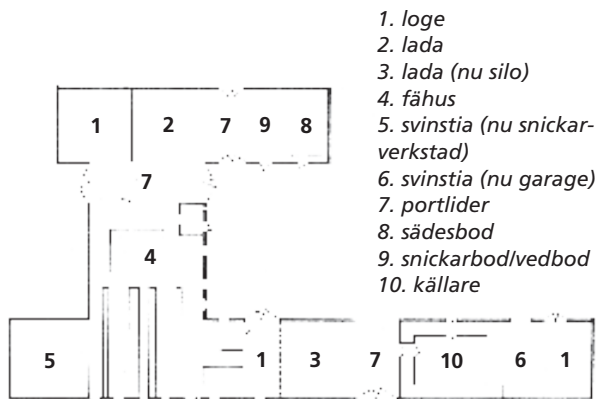 1. loge
2. lada
3. lada (nu silo)
4. fähus
5. svinstia (nu snickar-
verkstad)
6. svinstia (nu garage)
7. portlider
8. sädesbod
9. snickarbod/vedbod
10. källare
1 2 7 9 8
7
4
5 1 3 7 10 6 1